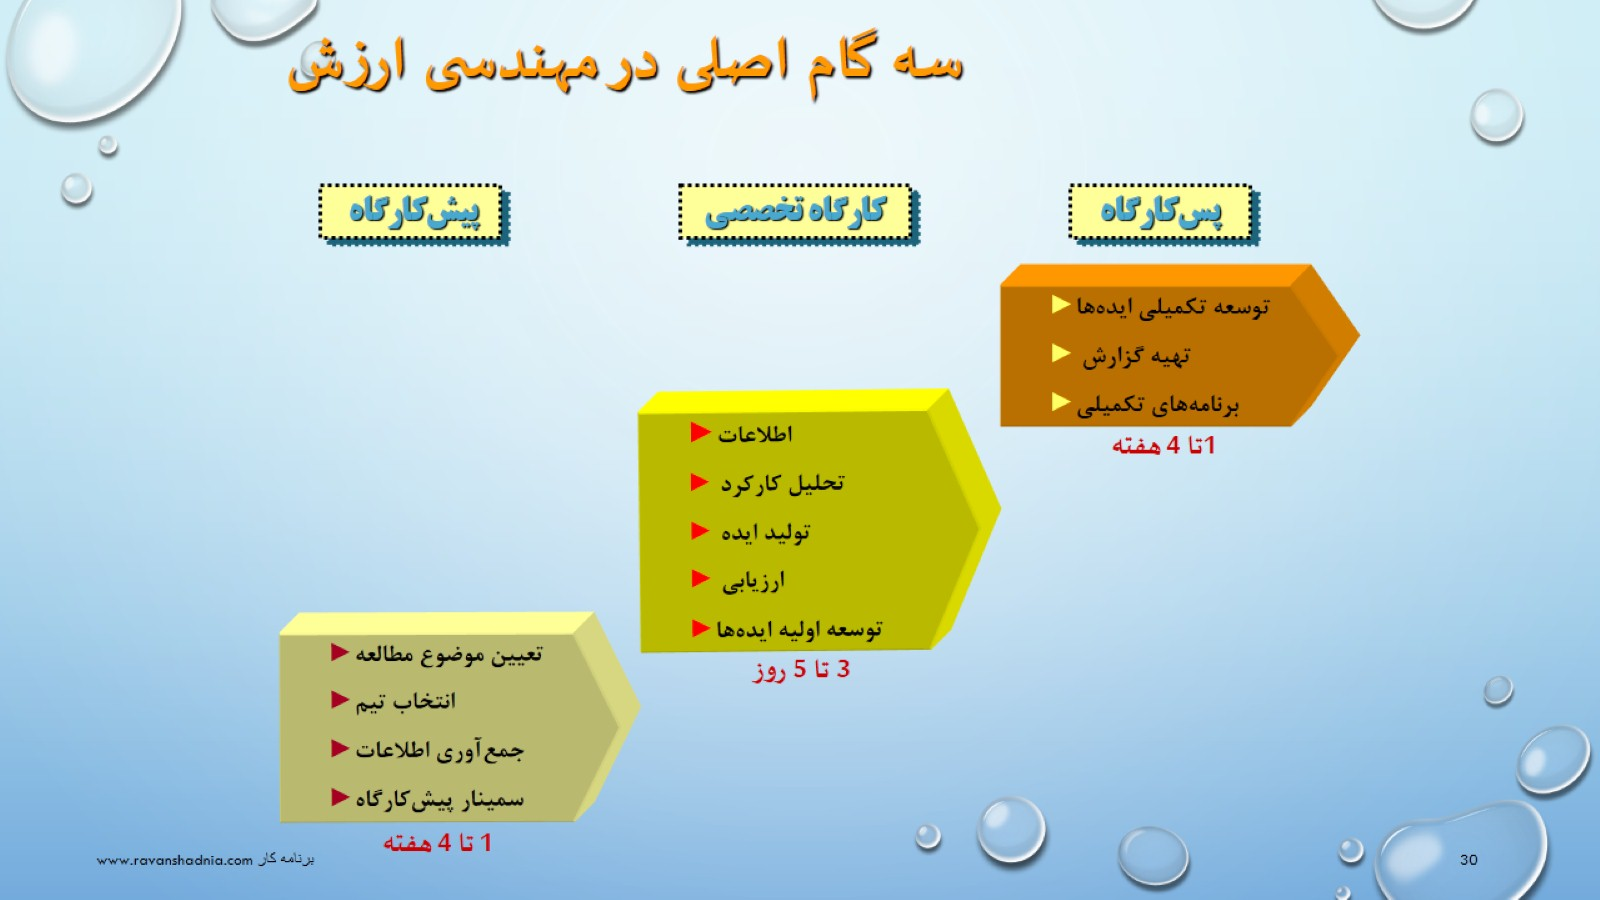 سه گام اصلی در مهندسی ارزش
پیش‌کارگاه
کارگاه تخصصی
پس‌کارگاه
تعیین موضوع مطالعه
انتخاب تیم
جمع‌آوری اطلاعات
سمینار پیش‌کارگاه
1 تا 4 هفته
اطلاعات
تحلیل کارکرد
تولید ایده
ارزیابی
توسعه اولیه ایده‌ها
3 تا 5 روز
توسعه تکمیلی ایده‌ها
تهیه گزارش
برنامه‌های تکمیلی
1تا 4 هفته
برنامه کار www.ravanshadnia.com
30